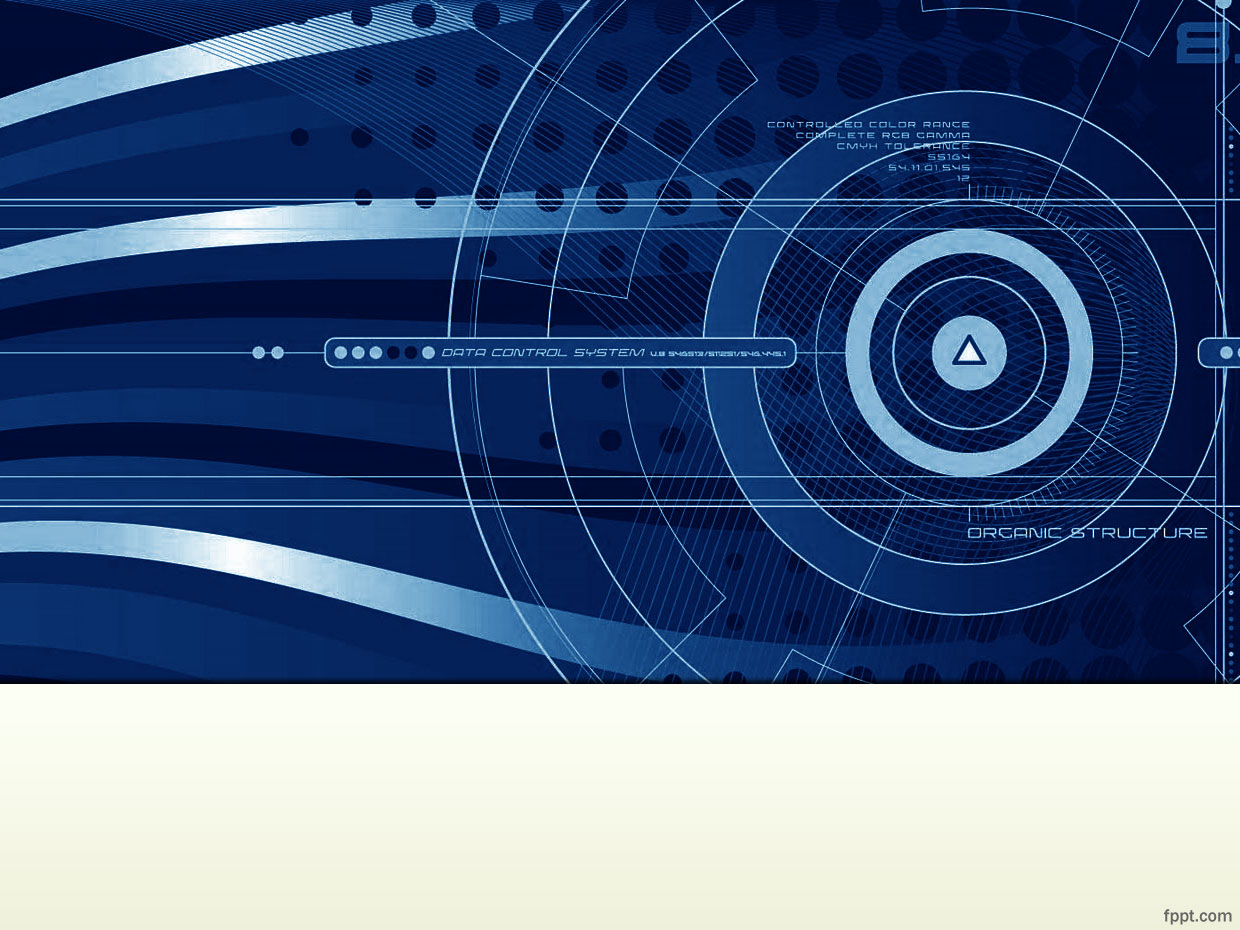 8.
CONTROLLED COLOR RANGE
COMPLETE RGB GAMMA
CMYK TOLERANCE
55164
54.11.01.545
12
DATA CONTROL SYSTEM
ORGANIC STRUCTURE
fppt.com